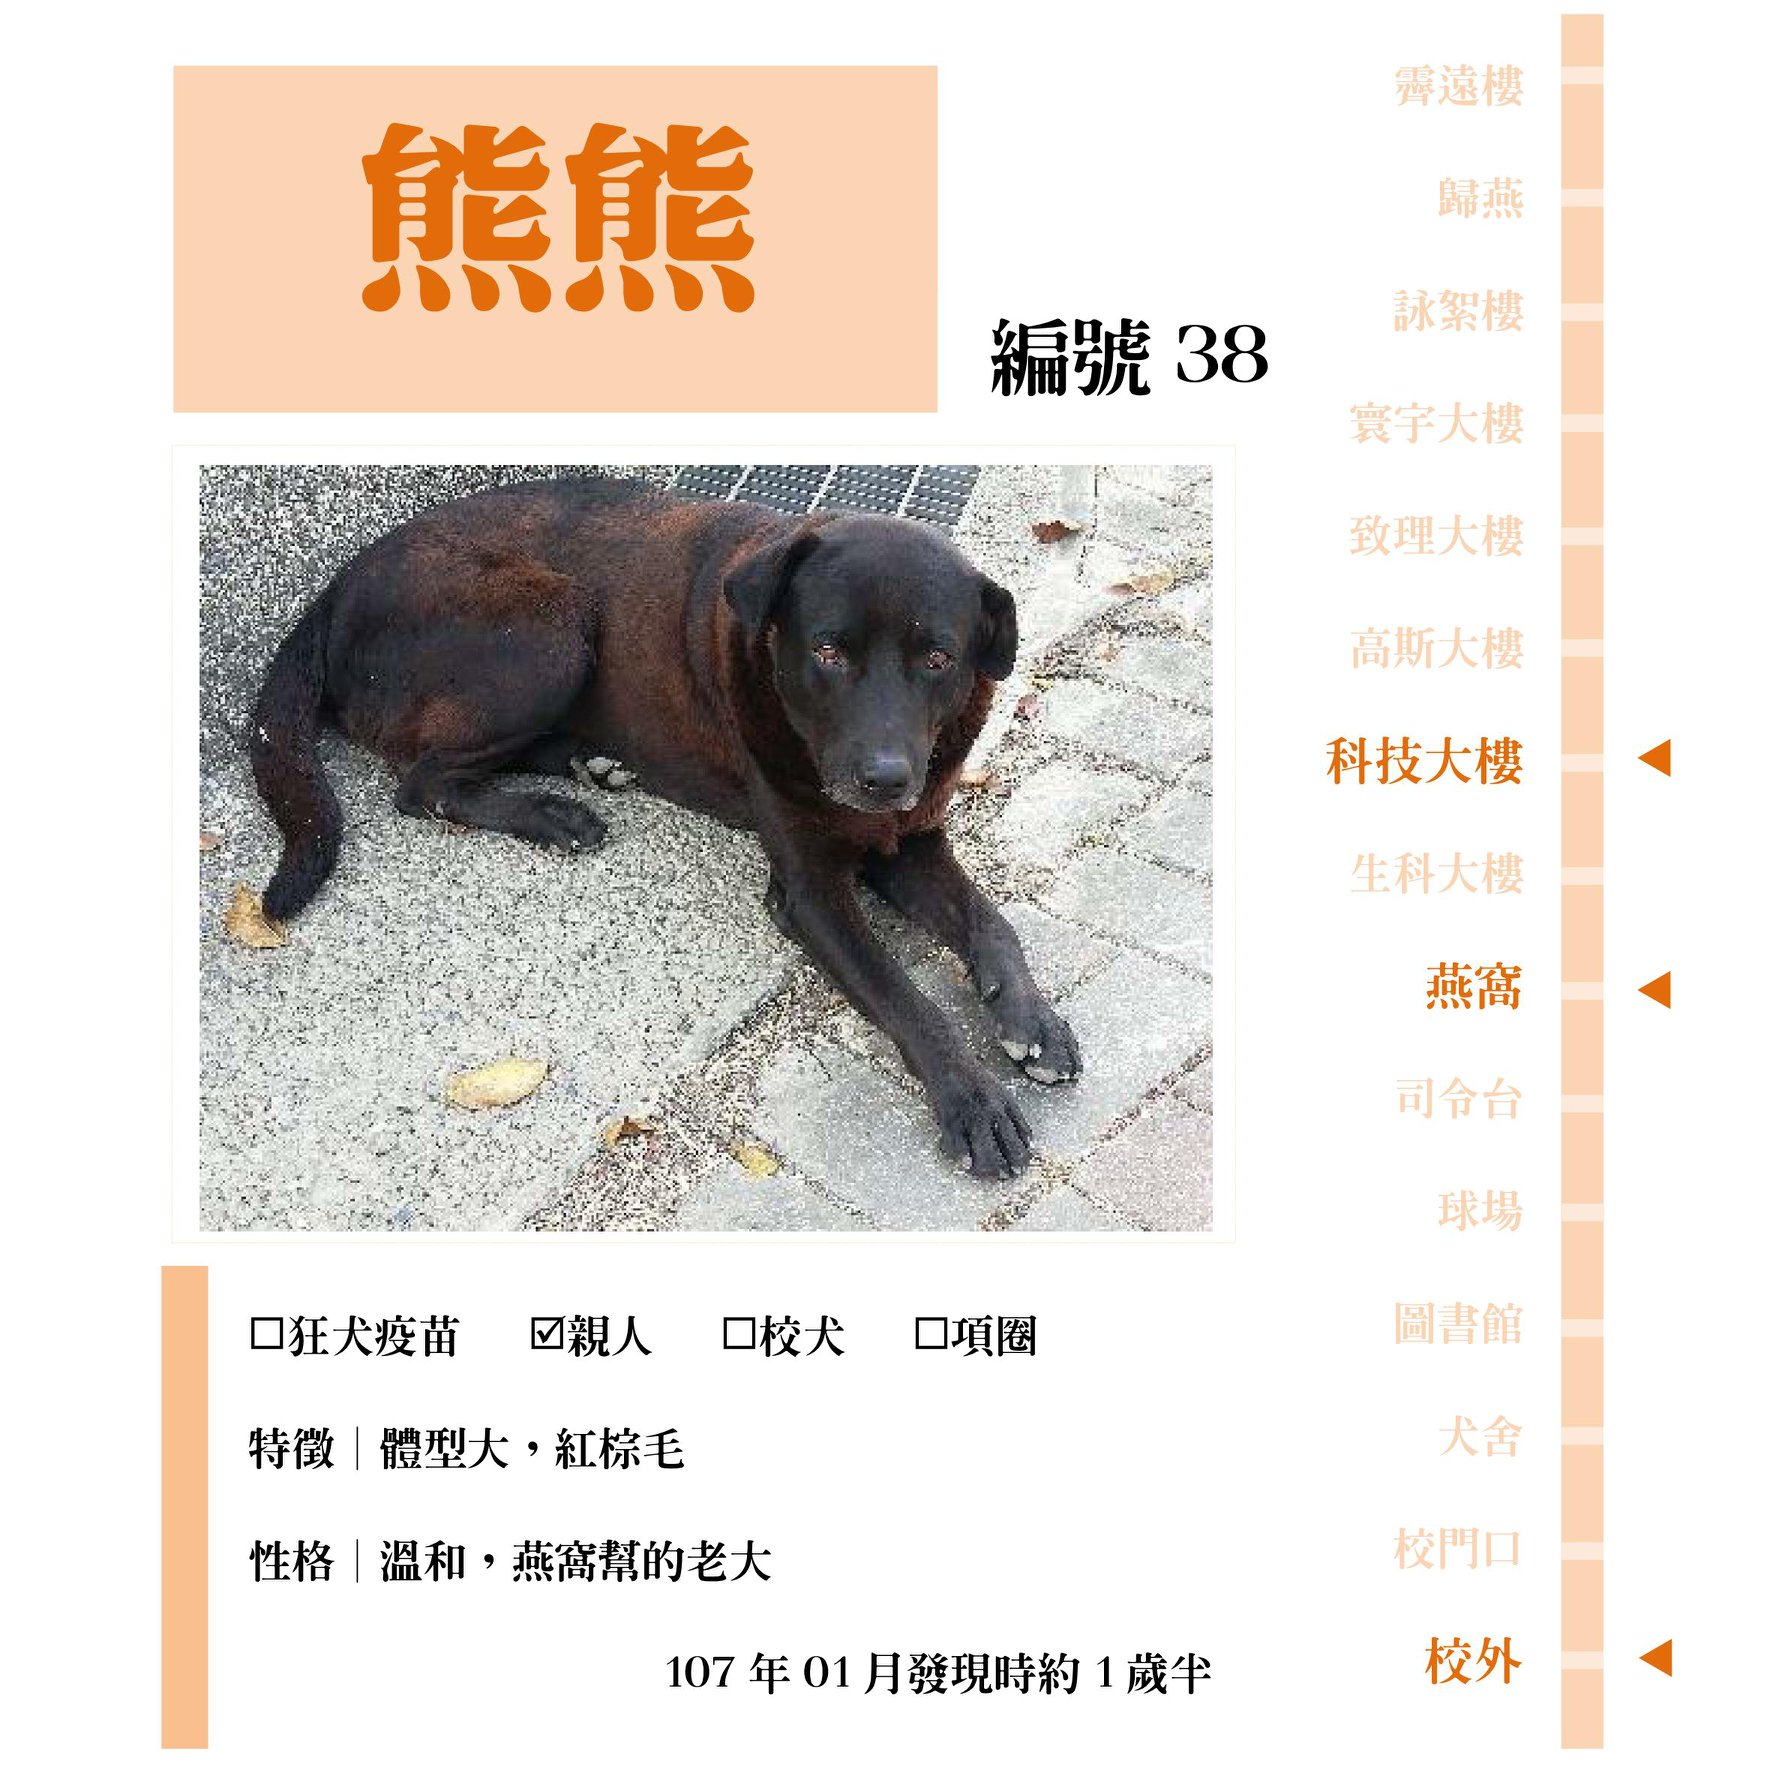 熊熊
編號 38
霽遠樓
歸燕
詠絮樓
寰宇大樓
致理大樓
高斯大樓
科技大樓
生科大樓
燕窩
司令台
球場
圖書館
犬舍
校門口
校外
☐狂犬疫苗 ☑親人 ☐校犬 ☐項圈
特徵｜體型大，紅棕毛
性格｜溫和，燕窩幫的老大
107 年 01 月發現時約 1 歲半